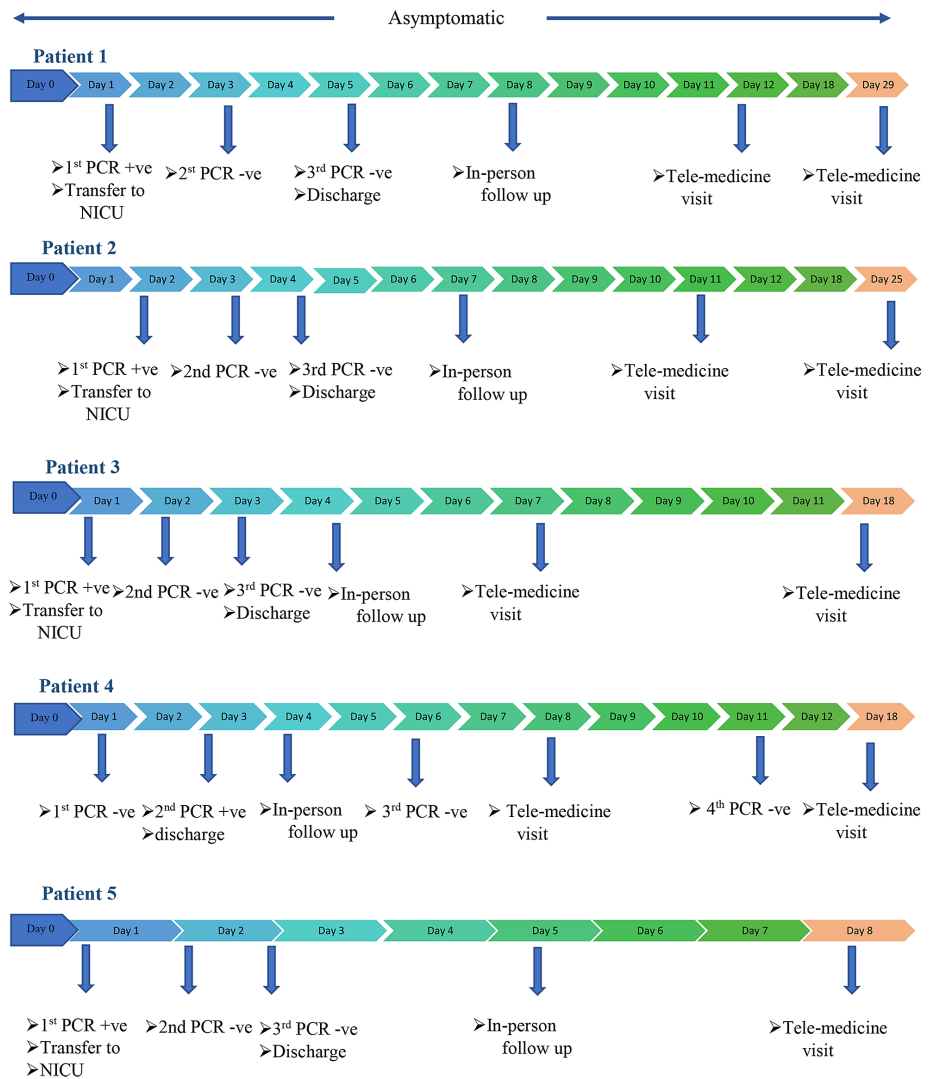 Asymptomatic
Patient 1
Day 0 Day 1 Day 2 Day 3 Day 4 Day 5 Day 6 Day 7 Day 8 Day 9 Day 10 Day 11 Day 12 Day 18 Day 29
➢1st PCR +ve
➢Transfer to
NICU
➢2st PCR -ve
➢3rd PCR -ve
➢Discharge
➢In-person
follow up
➢Tele-medicine
visit
➢Tele-medicine
visit
Patient 2
Day 0 Day 1 Day 2 Day 3 Day 4 Day 5 Day 6 Day 7 Day 8 Day 9 Day 10 Day 11 Day 12 Day 18 Day 25
➢1st PCR +ve
➢Transfer to
NICU
➢2nd PCR -ve
➢3rd PCR -ve
➢Discharge
➢In-person
follow up
➢Tele-medicine
visit
➢Tele-medicine
visit
Patient 3
Day 0 Day 1 Day 2 Day 3 Day 4 Day 5 Day 6 Day 7 Day 8 Day 9 Day 10 Day 11 Day 18
➢1st PCR +ve
➢Transfer to
NICU
➢2nd PCR -ve
➢3rd PCR -ve
➢Discharge
➢In-person
follow up
➢Tele-medicine
visit
➢Tele-medicine
visit
Patient 4
Day 0 Day 1 Day 2 Day 3 Day 4 Day 5 Day 6 Day 7 Day 8 Day 9 Day 10 Day 11 Day 12 Day 18
➢1st PCR -ve
➢2nd PCR +ve
➢discharge
➢In-person
follow up
➢ 3rd PCR -ve
➢ Tele-medicine
visit
➢ 4th PCR -ve
➢Tele-medicine
visit
Patient 5
Day 0 Day 1 Day 2 Day 3 Day 4 Day 5 Day 6 Day 7 Day 8
➢1st PCR +ve
➢Transfer to
➢NICU
➢2nd PCR -ve
➢3rd PCR -ve
➢Discharge
➢In-person
follow up
➢Tele-medicine
visit